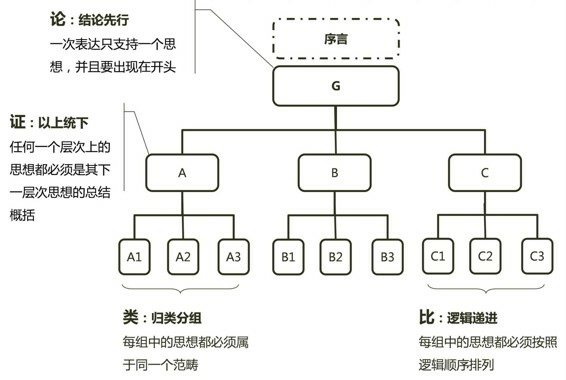 论：结论先行
一次表达只支持一个思
想，并且要出现在开头
序言
G
证：以上统下
任何一个层次上的
思想都必须是其下
一层次思想的总结
概括
A
B
C
A1
A2
A3
B1
B2
B3
C1
C2
C3
类：归类分组
每组中的思想都必须属
于同一个范畴
比：逻辑递进
每组中的思想都必须按照
逻辑顺序排列